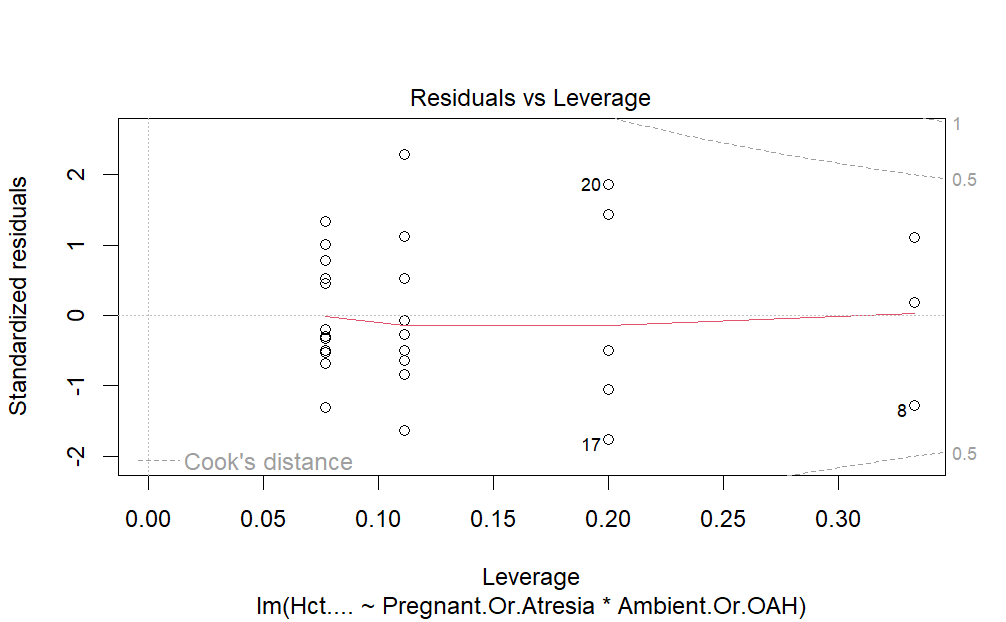 Residuals vs Leverage
Standardized residuals
2
1
0
-1
-2
1
0.5
0.5
20
17
8
Cook's distance
0.00 0.05 0.10 0.15 0.20 0.25 0.30
Leverage
lm(Hct.... ~ Pregnant.Or.Atresia * Ambient.Or.OAH)